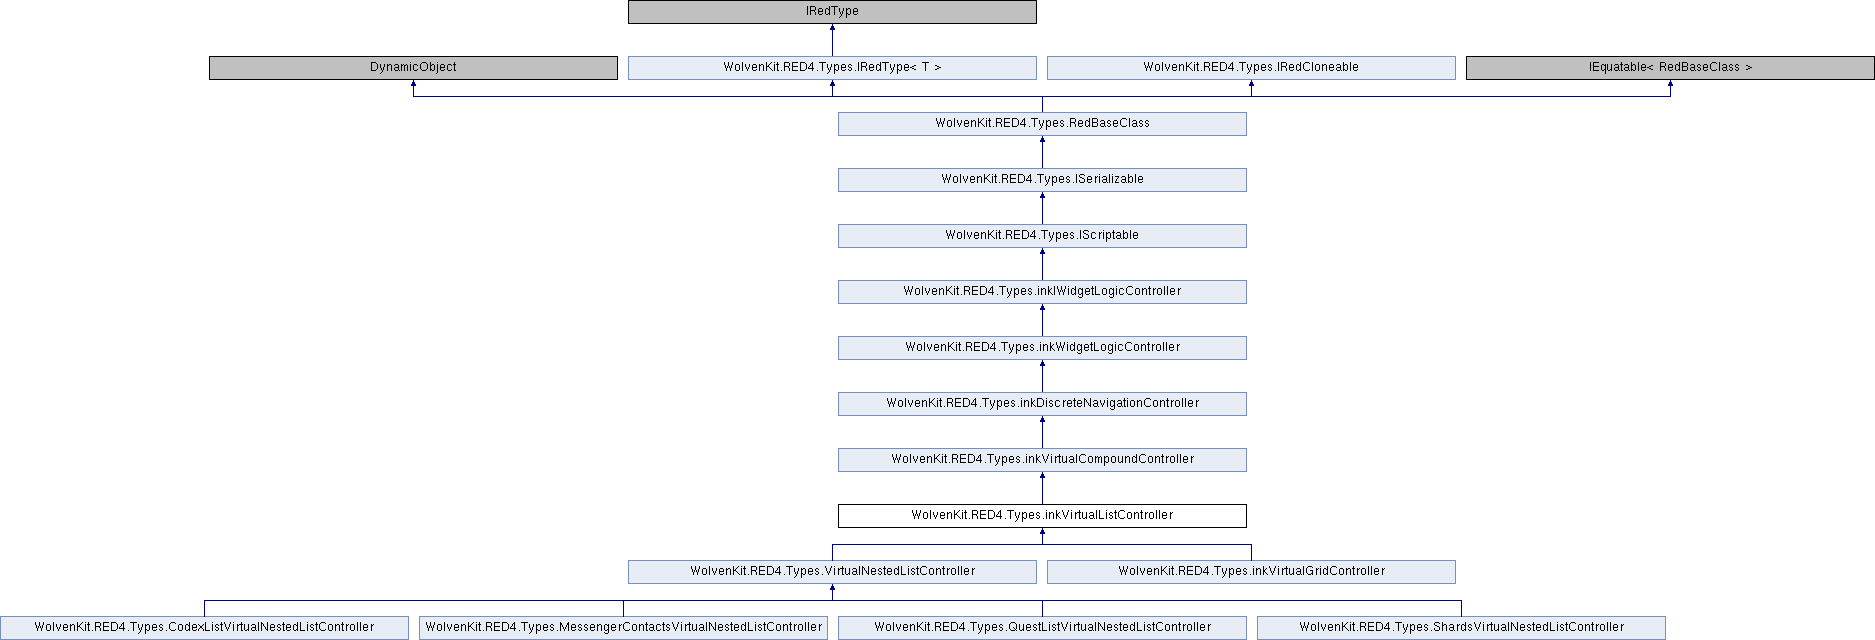 IRedType
DynamicObject
WolvenKit.RED4.Types.IRedType< T >
WolvenKit.RED4.Types.IRedCloneable
IEquatable< RedBaseClass >
WolvenKit.RED4.Types.RedBaseClass
WolvenKit.RED4.Types.ISerializable
WolvenKit.RED4.Types.IScriptable
WolvenKit.RED4.Types.inkIWidgetLogicController
WolvenKit.RED4.Types.inkWidgetLogicController
WolvenKit.RED4.Types.inkDiscreteNavigationController
WolvenKit.RED4.Types.inkVirtualCompoundController
WolvenKit.RED4.Types.inkVirtualListController
WolvenKit.RED4.Types.VirtualNestedListController
WolvenKit.RED4.Types.inkVirtualGridController
WolvenKit.RED4.Types.CodexListVirtualNestedListController
WolvenKit.RED4.Types.MessengerContactsVirtualNestedListController
WolvenKit.RED4.Types.QuestListVirtualNestedListController
WolvenKit.RED4.Types.ShardsVirtualNestedListController